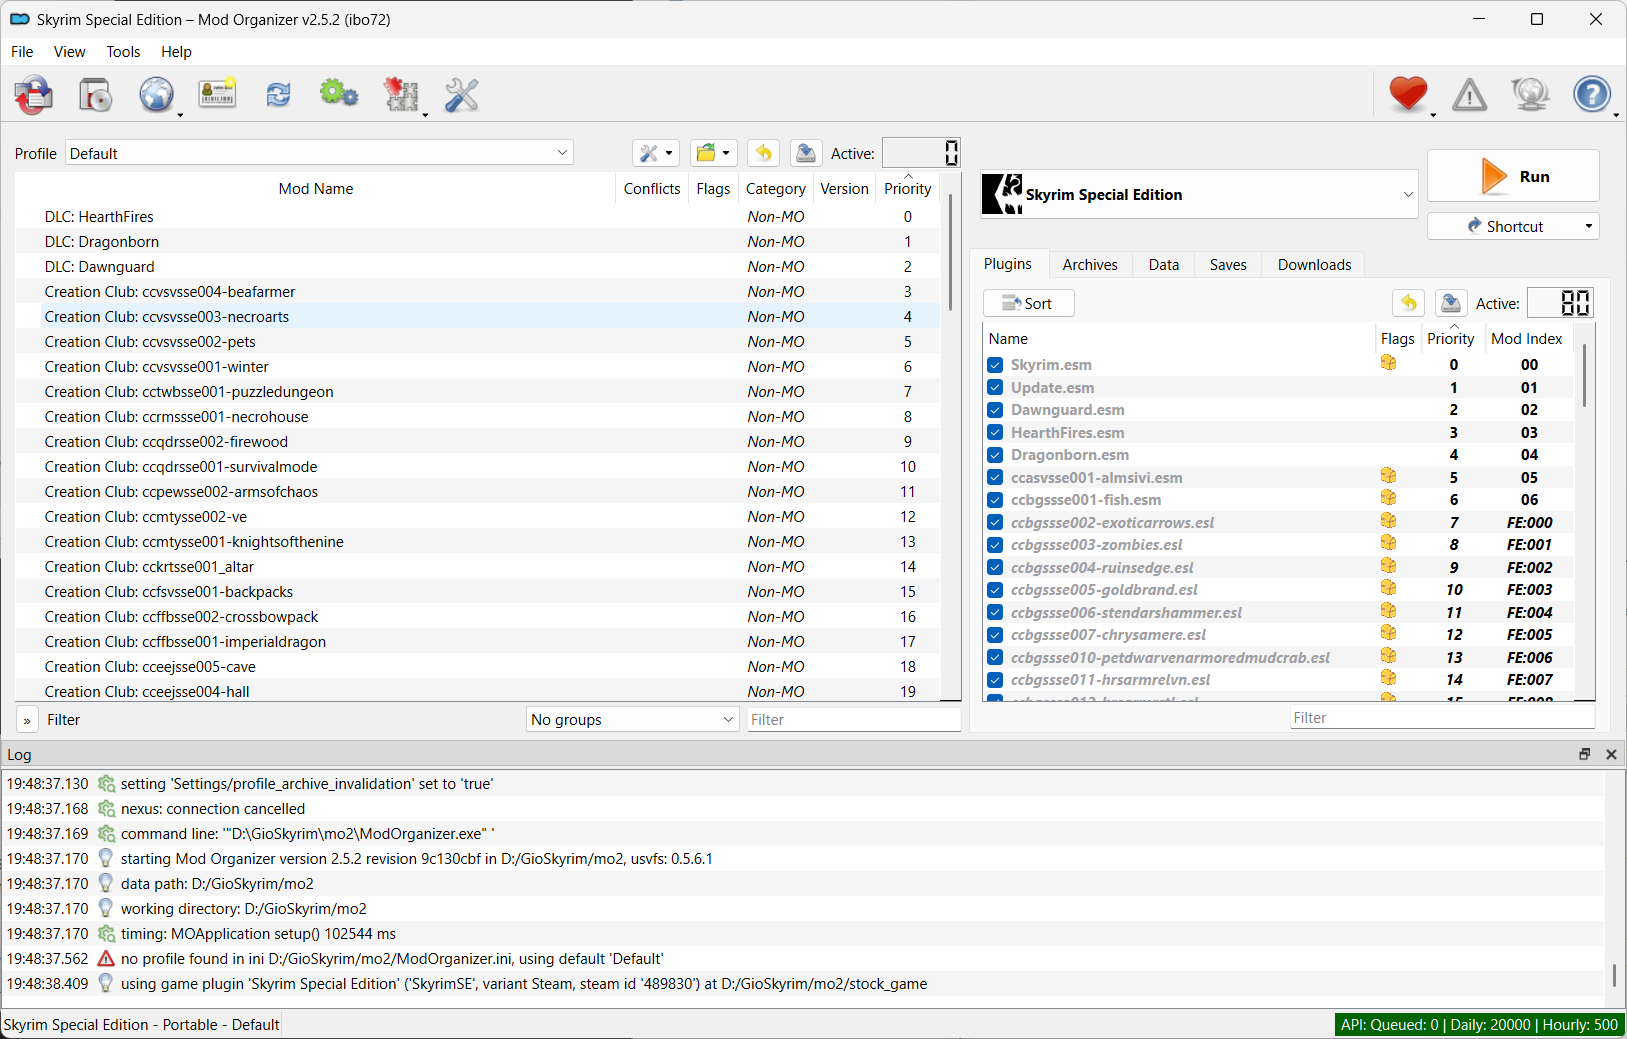 Skyrim Special Edition – Mod Organizer v2.5.2 (ibo72)
File View Tools Help
Profile Default Active: 0
Mod Name Conflicts Flags Category Version Priority
DLC: HearthFires Non-MO 0
DLC: Dragonborn Non-MO 1
DLC: Dawnguard Non-MO 2
Creation Club: ccvsvsse004-beafarmer Non-MO 3
Creation Club: ccvsvsse003-necroarts Non-MO 4
Creation Club: ccvsvsse002-pets Non-MO 5
Creation Club: ccvsvsse001-winter Non-MO 6
Creation Club: cctwbsse001-puzzledungeon Non-MO 7
Creation Club: ccrmssse001-necrohouse Non-MO 8
Creation Club: ccqdrsse002-firewood Non-MO 9
Creation Club: ccqdrsse001-survivalmode Non-MO 10
Creation Club: ccpewsse002-armsofchaos Non-MO 11
Creation Club: ccmtysse002-ve Non-MO 12
Creation Club: ccmtysse001-knightsofthenine Non-MO 13
Creation Club: cckrtsse001_altar Non-MO 14
Creation Club: ccfsvsse001-backpacks Non-MO 15
Creation Club: ccffbsse002-crossbowpack Non-MO 16
Creation Club: ccffbsse001-imperialdragon Non-MO 17
Creation Club: cceejsse005-cave Non-MO 18
Creation Club: cceejsse004-hall Non-MO 19
» Filter No groups Filter
Skyrim Special Edition
Run
Shortcut
Plugins Archives Data Saves Downloads
Sort Active: 80
Name Flags Priority Mod Index
Skyrim.esm 0 00
Update.esm 1 01
Dawnguard.esm 2 02
HearthFires.esm 3 03
Dragonborn.esm 4 04
ccasvsse001-almsivi.esm 5 05
ccbgssse001-fish.esm 6 06
ccbgssse002-exoticarrows.esl 7 FE:000
ccbgssse003-zombies.esl 8 FE:001
ccbgssse004-ruinsedge.esl 9 FE:002
ccbgssse005-goldbrand.esl 10 FE:003
ccbgssse006-stendarshammer.esl 11 FE:004
ccbgssse007-chrysamere.esl 12 FE:005
ccbgssse010-petdwarvenarmoredmudcrab.esl 13 FE:006
ccbgssse011-hrsarmrelvn.esl 14 FE:007
Filter
Log
19:48:37.130 setting 'Settings/profile_archive_invalidation' set to 'true'
19:48:37.168 nexus: connection cancelled
19:48:37.169 command line: '"D:\GioSkyrim\mo2\ModOrganizer.exe" '
19:48:37.170 starting Mod Organizer version 2.5.2 revision 9c130cbf in D:/GioSkyrim/mo2, usvfs: 0.5.6.1
19:48:37.170 data path: D:/GioSkyrim/mo2
19:48:37.170 working directory: D:/GioSkyrim/mo2
19:48:37.170 timing: MOApplication setup() 102544 ms
19:48:37.562 no profile found in ini D:/GioSkyrim/mo2/ModOrganizer.ini, using default 'Default'
19:48:38.409 using game plugin 'Skyrim Special Edition' ('SkyrimSE', variant Steam, steam id '489830') at D:/GioSkyrim/mo2/stock_game
Skyrim Special Edition - Portable - Default
API: Queued: 0 | Daily: 20000 | Hourly: 500